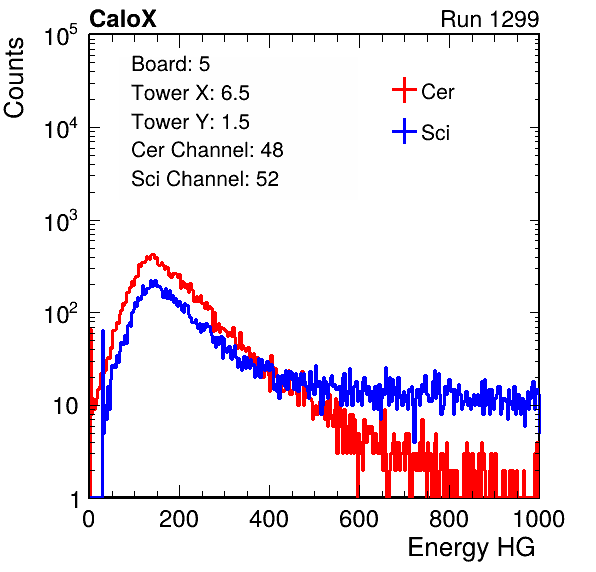 CaloX Run 1299
Counts
10^5
10^4
10^3
10^2
10
1
Board: 5
Tower X: 6.5
Tower Y: 1.5
Cer Channel: 48
Sci Channel: 52
Cer
Sci
0 200 400 600 800 1000
Energy HG